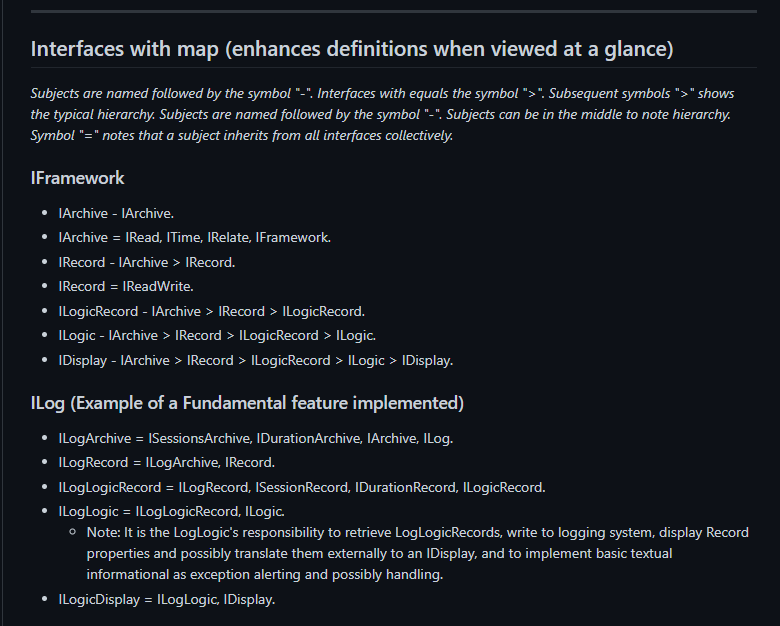 Interfaces with map (enhances definitions when viewed at a glance)
Subjects are named followed by the symbol "-". Interfaces with equals the symbol ">". Subsequent symbols ">" shows
the typical hierarchy. Subjects are named followed by the symbol "-". Subjects can be in the middle to note hierarchy.
Symbol "=" notes that a subject inherits from all interfaces collectively.
IFramework
• IArchive - IArchive.
• IArchive = IRead, ITime, IRelate, IFramework.
• IRecord - IArchive > IRecord.
• IRecord = IReadWrite.
• ILogicRecord - IArchive > IRecord > ILogicRecord.
• ILogic - IArchive > IRecord > ILogicRecord > ILogic.
• IDisplay - IArchive > IRecord > ILogicRecord > ILogic > IDisplay.
ILog (Example of a Fundamental feature implemented)
• ILogArchive = ISessionsArchive, IDurationArchive, IArchive, ILog.
• ILogRecord = ILogArchive, IRecord.
• ILogLogicRecord = ILogRecord, ISessionRecord, IDurationRecord, ILogicRecord.
• ILogLogic = ILogLogicRecord, ILogic.
◦ Note: It is the LogLogic's responsibility to retrieve LogLogicRecords, write to logging system, display Record
properties and possibly translate them externally to an IDisplay, and to implement basic textual
informational as exception alerting and possibly handling.
• ILogicDisplay = ILogLogic, IDisplay.